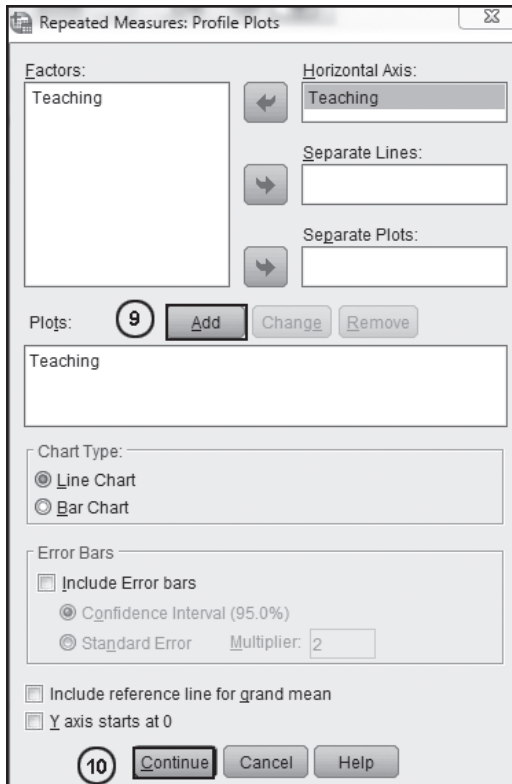 Repeated Measures: Profile Plots
Factors:
Teaching
Horizontal Axis:
Teaching
Separate Lines:
Separate Plots:
Plots:
9
Add
Change
Remove
Teaching
Chart Type:
Line Chart
Bar Chart
Error Bars
Include Error bars
Confidence Interval (95.0%)
Standard Error Multiplier: 2
Include reference line for grand mean
Y axis starts at 0
10
Continue
Cancel
Help